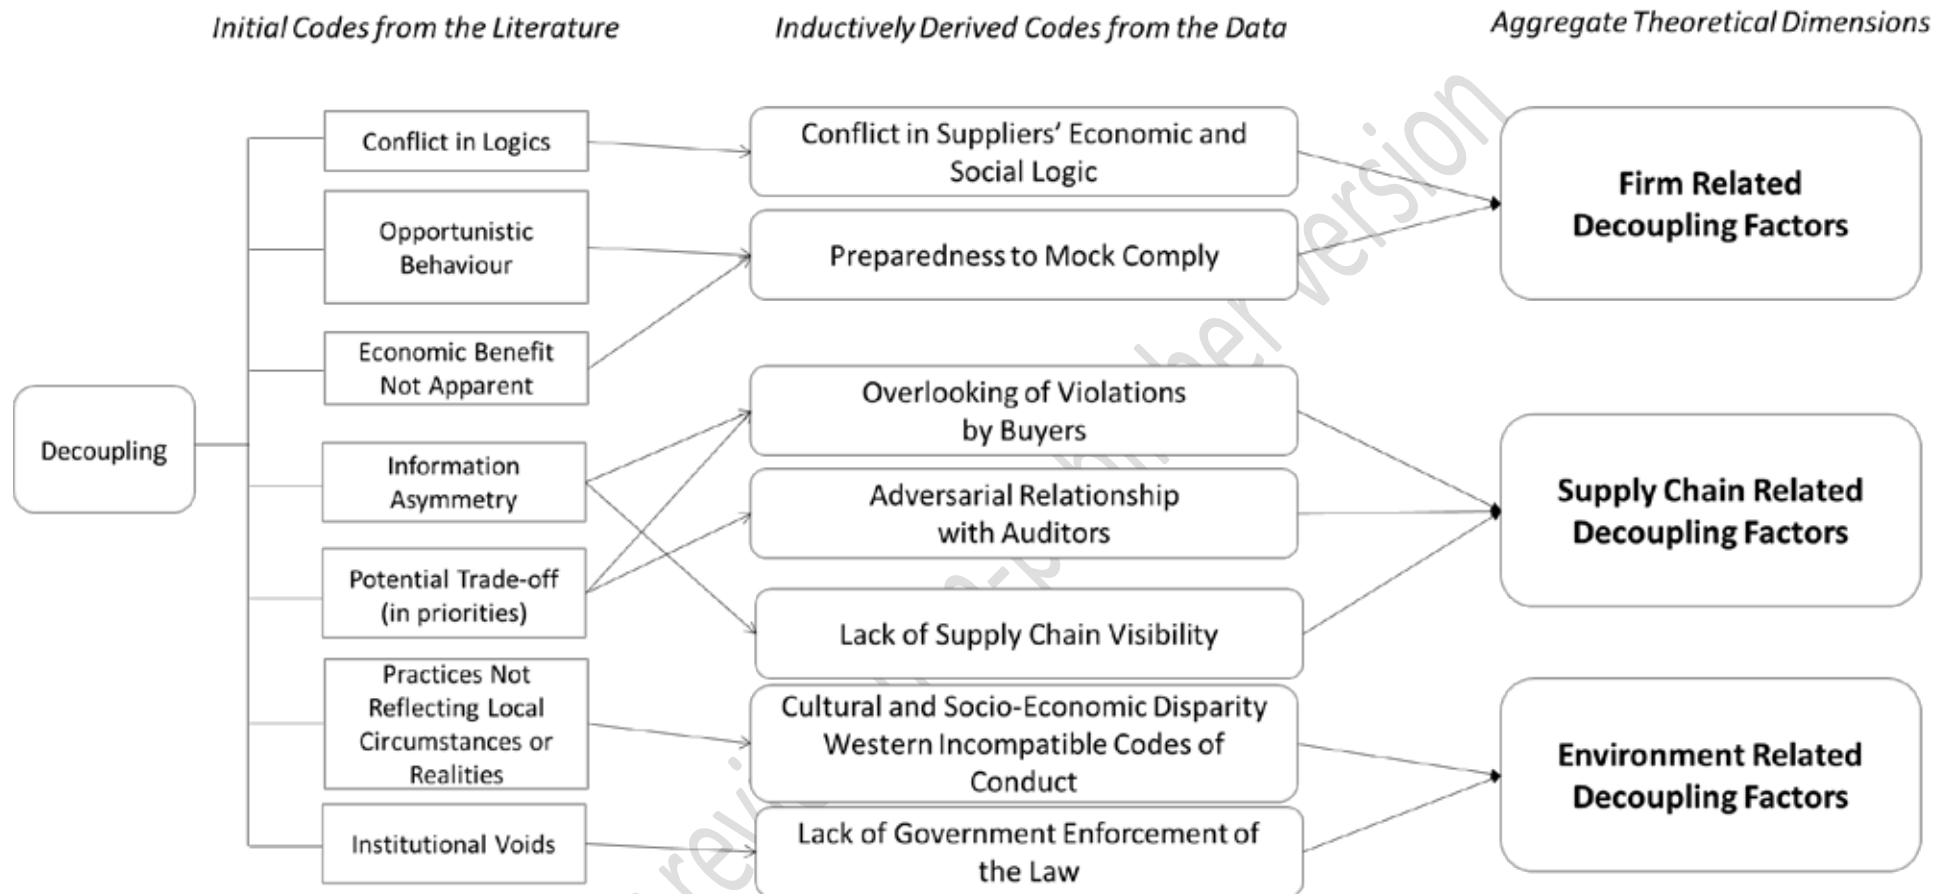 Initial Codes from the Literature
Inductively Derived Codes from the Data
Aggregate Theoretical Dimensions
Decoupling
Conflict in Logics
Opportunistic
Behaviour
Economic Benefit
Not Apparent
Information
Asymmetry
Potential Trade-off
(in priorities)
Practices Not
Reflecting Local
Circumstances or
Realities
Institutional Voids
Conflict in Suppliers’ Economic and
Social Logic
Preparedness to Mock Comply
Overlooking of Violations
by Buyers
Adversarial Relationship
with Auditors
Lack of Supply Chain Visibility
Cultural and Socio-Economic Disparity
Western Incompatible Codes of
Conduct
Lack of Government Enforcement of
the Law
Firm Related
Decoupling Factors
Supply Chain Related
Decoupling Factors
Environment Related
Decoupling Factors
version